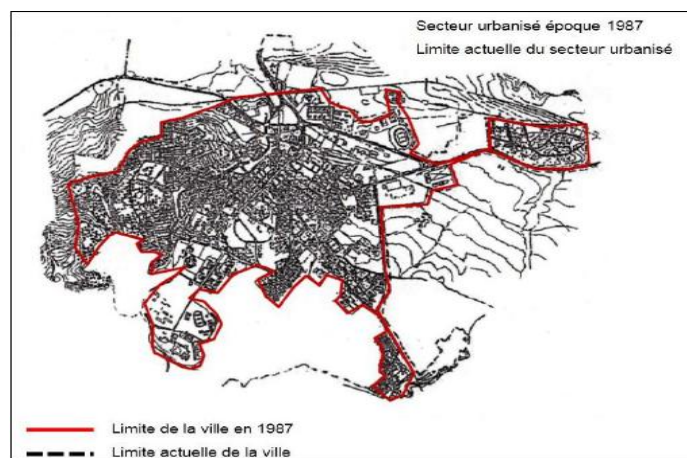 Secteur urbanisé époque 1987
Limite actuelle du secteur urbanisé
Limite de la ville en 1987
Limite actuelle de la ville